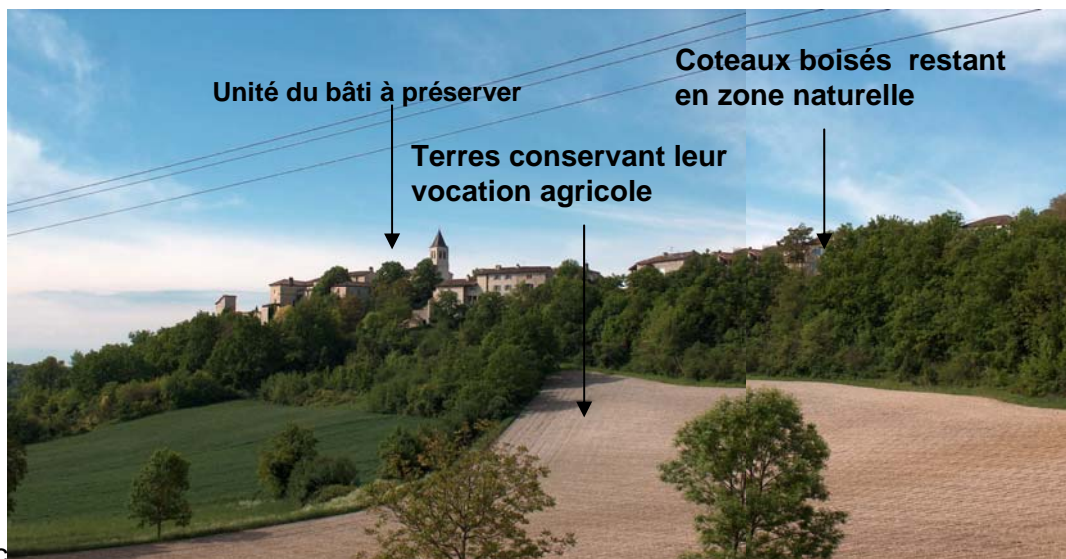 Unité du bâti à préserver
Coteaux boisés  restant
en zone naturelle
Terres conservant leur
vocation agricole